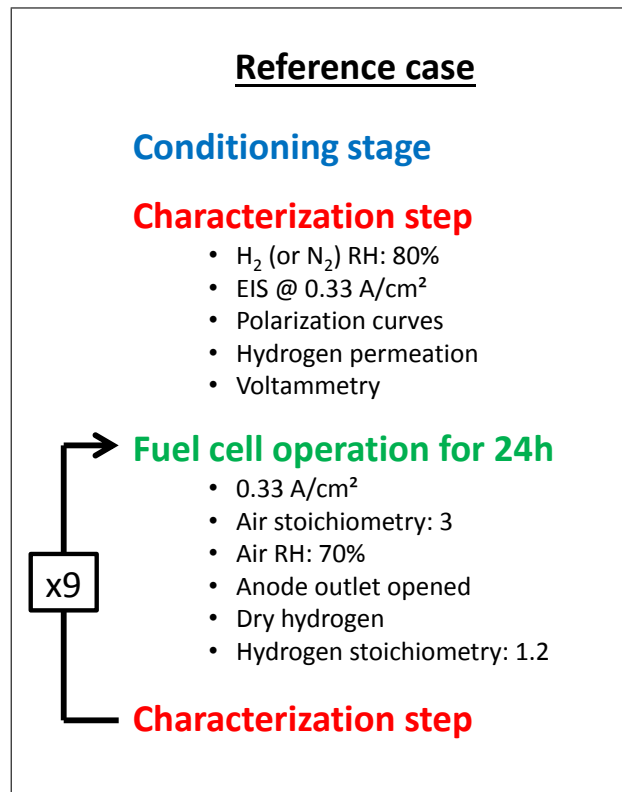 Reference case
Conditioning stage
Characterization step
• H₂ (or N₂) RH: 80%
• EIS @ 0.33 A/cm²
• Polarization curves
• Hydrogen permeation
• Voltammetry
Fuel cell operation for 24h
• 0.33 A/cm²
• Air stoichiometry: 3
• Air RH: 70%
• Anode outlet opened
• Dry hydrogen
• Hydrogen stoichiometry: 1.2
x9
Characterization step